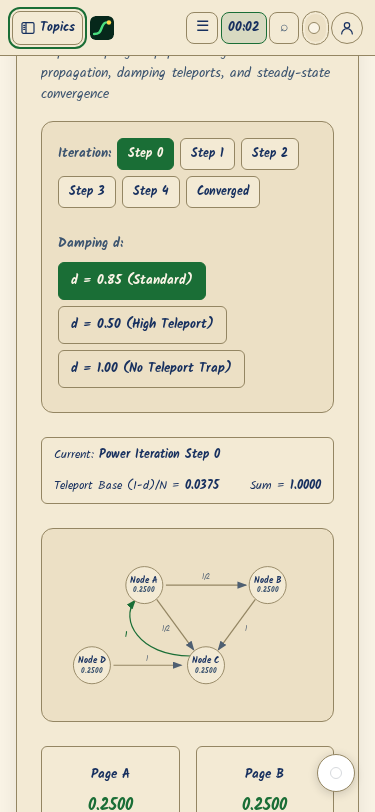 Topics
☰
00:02
propagation, damping teleports, and steady-state
convergence
Iteration:
Step 0
Step 1
Step 2
Step 3
Step 4
Converged
Damping d:
d = 0.85 (Standard)
d = 0.50 (High Teleport)
d = 1.00 (No Teleport Trap)
Current: Power Iteration Step 0
Teleport Base (1-d)/N = 0.0375
Sum = 1.0000
Node A
0.2500
1/2
Node B
0.2500
1
1/2
1
Node D
0.2500
1
Node C
0.2500
Page A
0.2500
Page B
0.2500